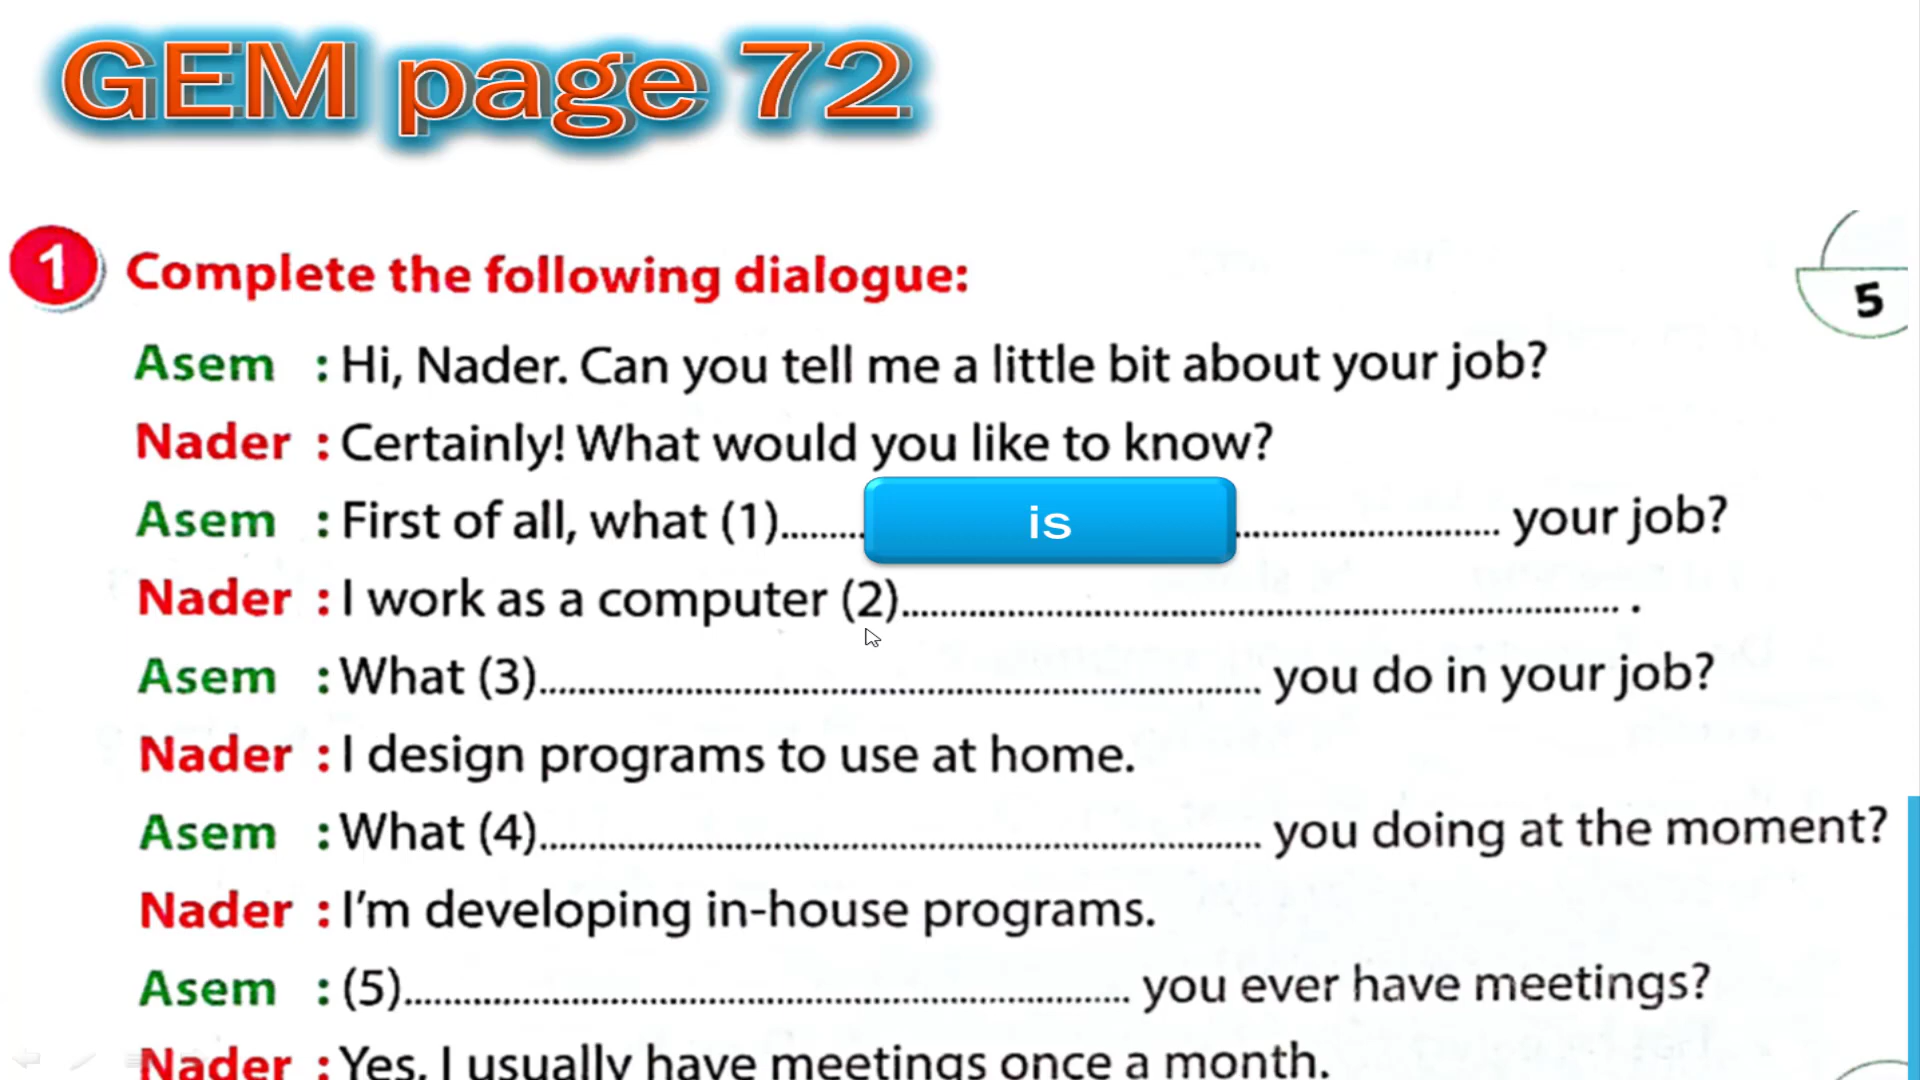 GEM page 72
1 Complete the following dialogue:
5
Asem : Hi, Nader. Can you tell me a little bit about your job?
Nader : Certainly! What would you like to know?
Asem : First of all, what (1)........ is .......................... your job?
Nader : I work as a computer (2)........................................................................ .
Asem : What (3)........................................................................ you do in your job?
Nader : I design programs to use at home.
Asem : What (4)........................................................................ you doing at the moment?
Nader : I'm developing in-house programs.
Asem : (5)........................................................................ you ever have meetings?
Nader : Yes, I usually have meetings once a month.